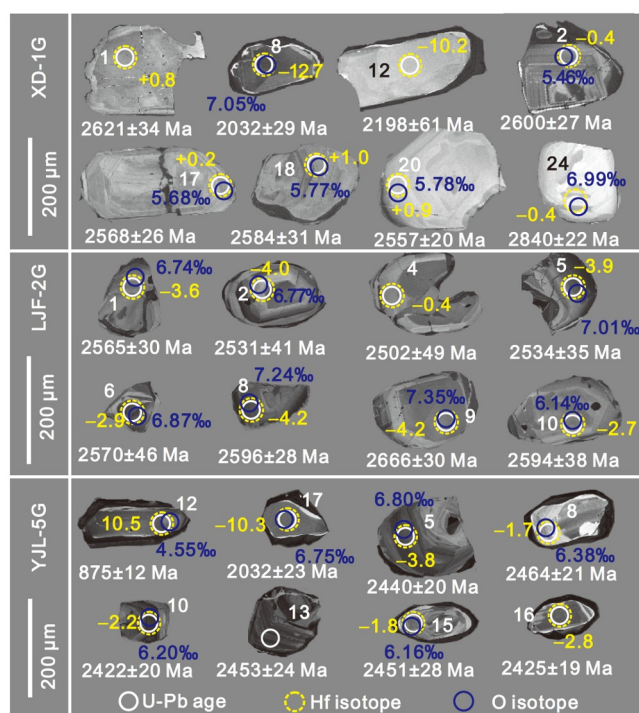 XD-1G
200 μm
1
+0.8
2621±34 Ma
8
−12.7
7.05‰
2032±29 Ma
12
−10.2
2198±61 Ma
2
−0.4
5.46‰
2600±27 Ma
+0.2
17
5.68‰
2568±26 Ma
18
+1.0
5.77‰
2584±31 Ma
20
5.78‰
+0.9
2557±20 Ma
24
6.99‰
−0.4
2840±22 Ma
LJF-2G
200 μm
6.74‰
1
−3.6
2565±30 Ma
−4.0
2
6.77‰
2531±41 Ma
4
−0.4
2502±49 Ma
5
−3.9
7.01‰
2534±35 Ma
6
−2.9
6.87‰
2570±46 Ma
7.24‰
8
−4.2
2596±28 Ma
7.35‰
−4.2
9
2666±30 Ma
6.14‰
10
−2.7
2594±38 Ma
YJL-5G
200 μm
12
10.5
4.55‰
875±12 Ma
17
−10.3
6.75‰
2032±23 Ma
6.80‰
5
−3.8
2440±20 Ma
8
−1.7
6.38‰
2464±21 Ma
10
−2.2
6.20‰
2422±20 Ma
13
2453±24 Ma
−1.8
15
6.16‰
2451±28 Ma
16
−2.8
2425±19 Ma
U-Pb age
Hf isotope
O isotope